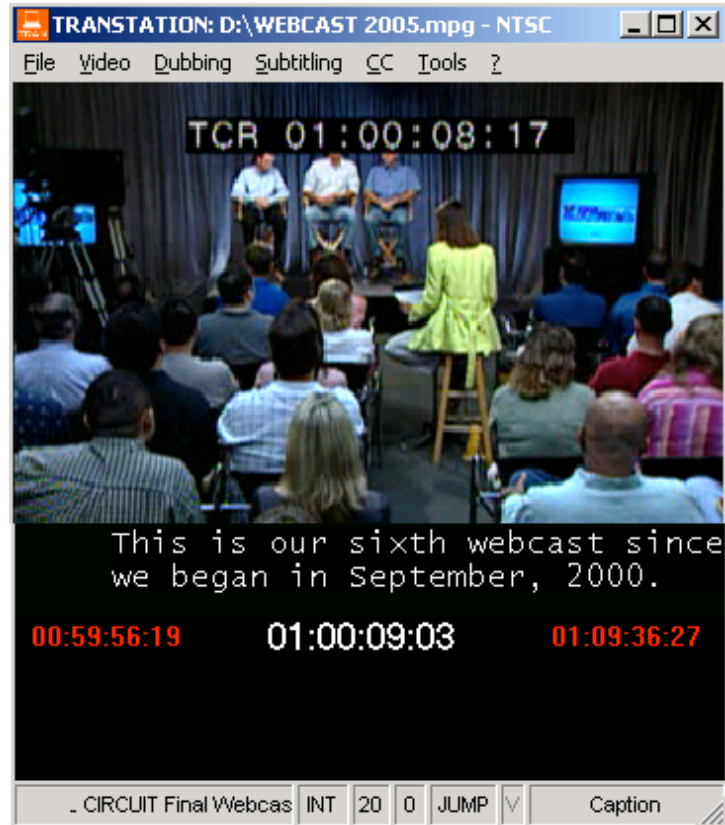 TRANSTATION: D:\WEBCAST 2005.mpg - NTSC
File Video Dubbing Subtitling CC Tools ?
TCR 01:00:08:17
This is our sixth webcast since
we began in September, 2000.
00:59:56:19 01:00:09:03 01:09:36:27
CIRCUIT Final Webcas INT 20 0 JUMP V Caption